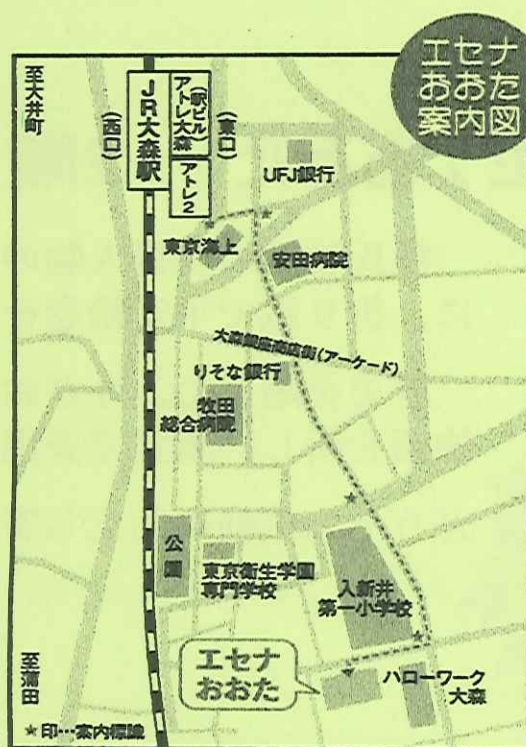 エセナ
おおた
案内図
至大井町
(西口)
JR大森駅
(駅ビル)
アトレ大森
アトレ2
(東口)
UFJ銀行
東京海上
安田病院
大森銀座商店街(アーケード)
りそな銀行
牧田
総合病院
公園
東京衛生学園
専門学校
入新井
第一小学校
エセナ
おおた
ハローワーク
大森
至蒲田
★印…案内標識